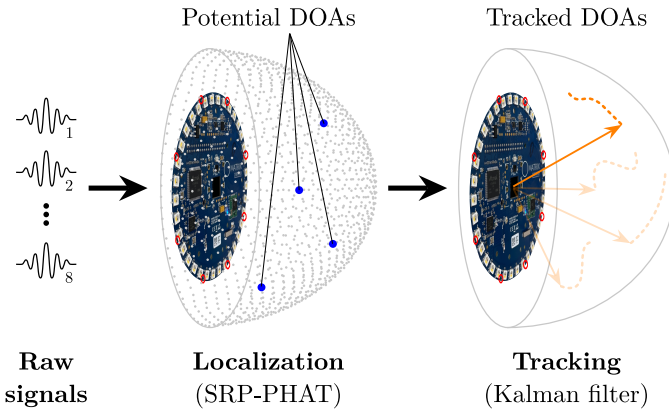 Potential DOAs
Tracked DOAs
1
2
8
Raw
signals
Localization
(SRP-PHAT)
Tracking
(Kalman filter)